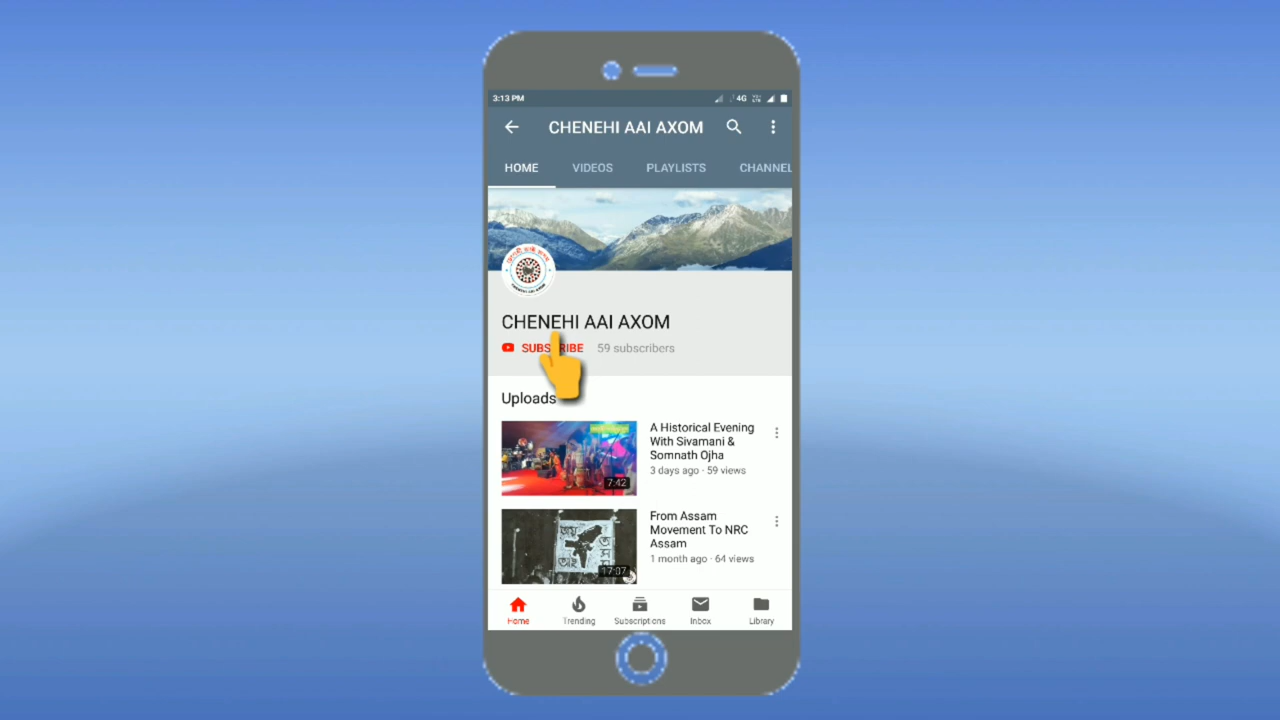 3:13 PM
4G
CHENEHI AAI AXOM
HOME VIDEOS PLAYLISTS CHANNEL
CHENEHI AAI AXOM
SUBSCRIBE 59 subscribers
Uploads
A Historical Evening
With Sivamani &
Somnath Ojha
3 days ago · 59 views
7:42
From Assam
Movement To NRC
Assam
1 month ago · 64 views
17:07
Home Trending Subscriptions Inbox Library